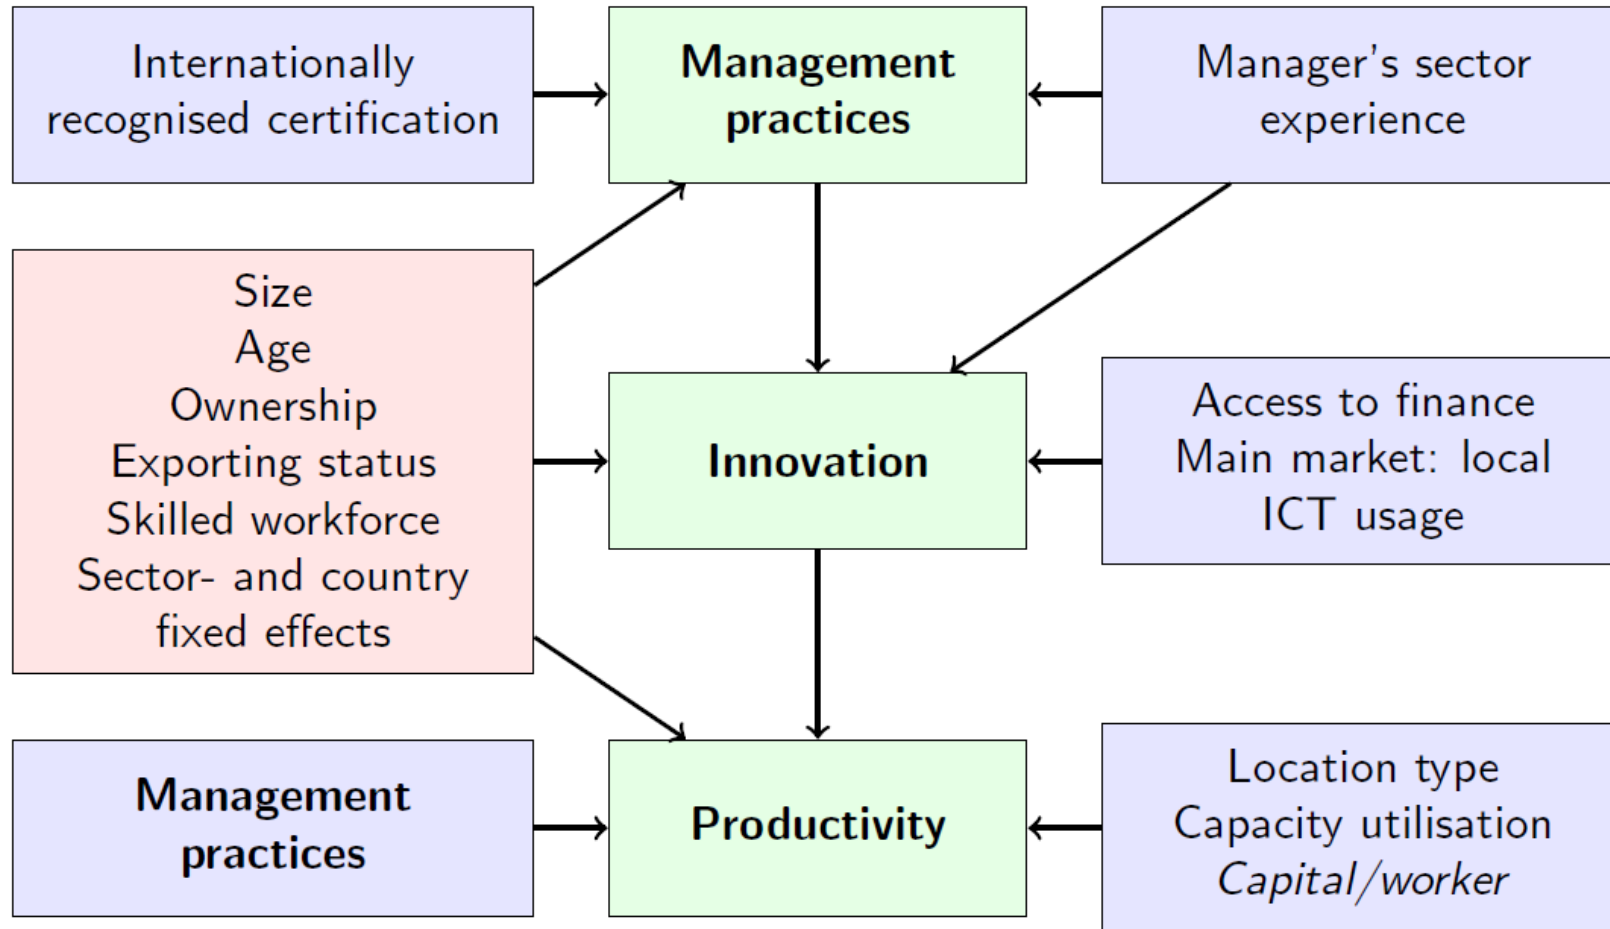 Internationally
recognised certification
Management
practices
Manager's sector
experience
Size
Age
Ownership
Exporting status
Skilled workforce
Sector- and country
fixed effects
Innovation
Access to finance
Main market: local
ICT usage
Management
practices
Productivity
Location type
Capacity utilisation
Capital/worker